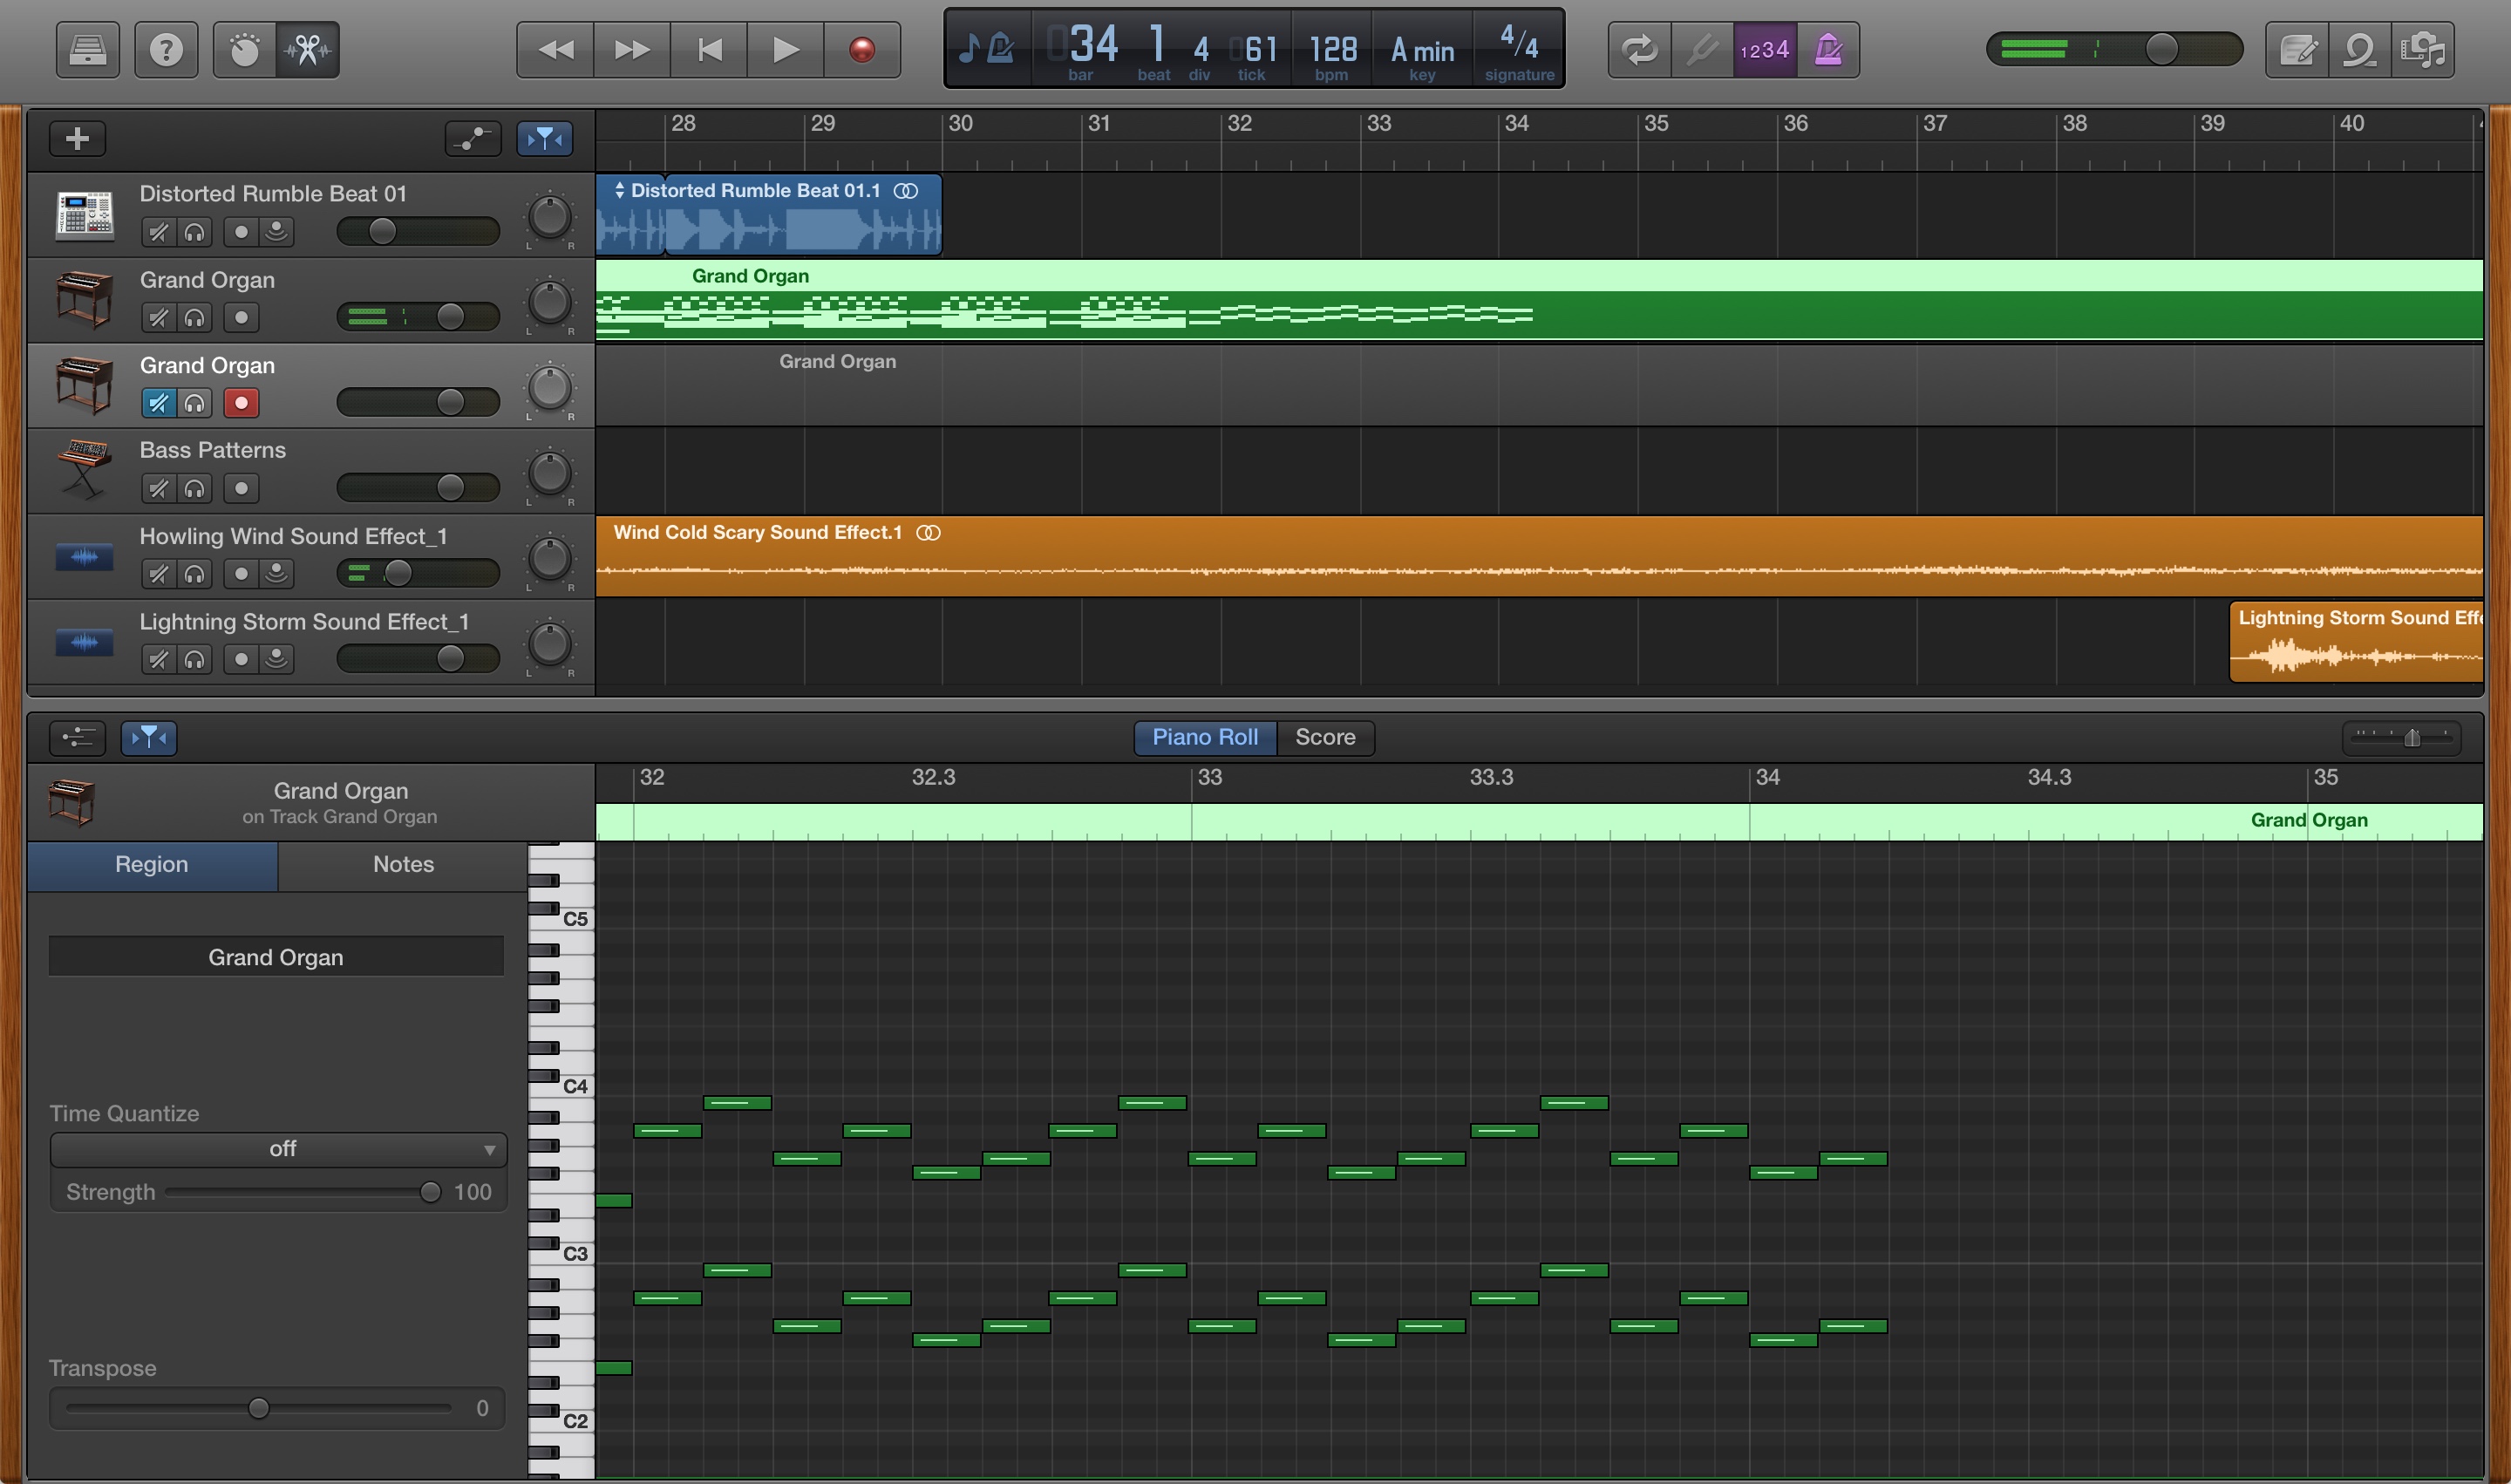 34 1 4 061 128 A min 4/4
bar beat div tick bpm key signature
1234
28 29 30 31 32 33 34 35 36 37 38 39 40
Distorted Rumble Beat 01
L R
Distorted Rumble Beat 01.1
Grand Organ
L R
Grand Organ
Grand Organ
L R
Grand Organ
Bass Patterns
L R
Howling Wind Sound Effect_1
L R
Wind Cold Scary Sound Effect.1
Lightning Storm Sound Effect_1
L R
Lightning Storm Sound Effe
Piano Roll Score
Grand Organ
on Track Grand Organ
32 32.3 33 33.3 34 34.3 35
Grand Organ
Region Notes
C5
Grand Organ
C4
Time Quantize
off
Strength 100
C3
Transpose
0
C2